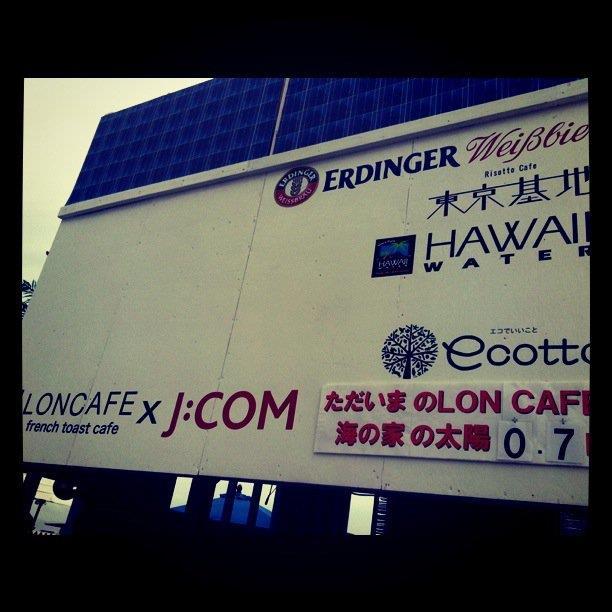 ERDINGER Weißbie
ERDINGER
WEISSBRÄU
Risotto Cafe
東京基地
HAWAII
WATER
HAWAII
エコでいいこと
ecotto
LONCAFE x J:COM
french toast cafe
ただいま のLON CAFE
海の家 の太陽 0.7